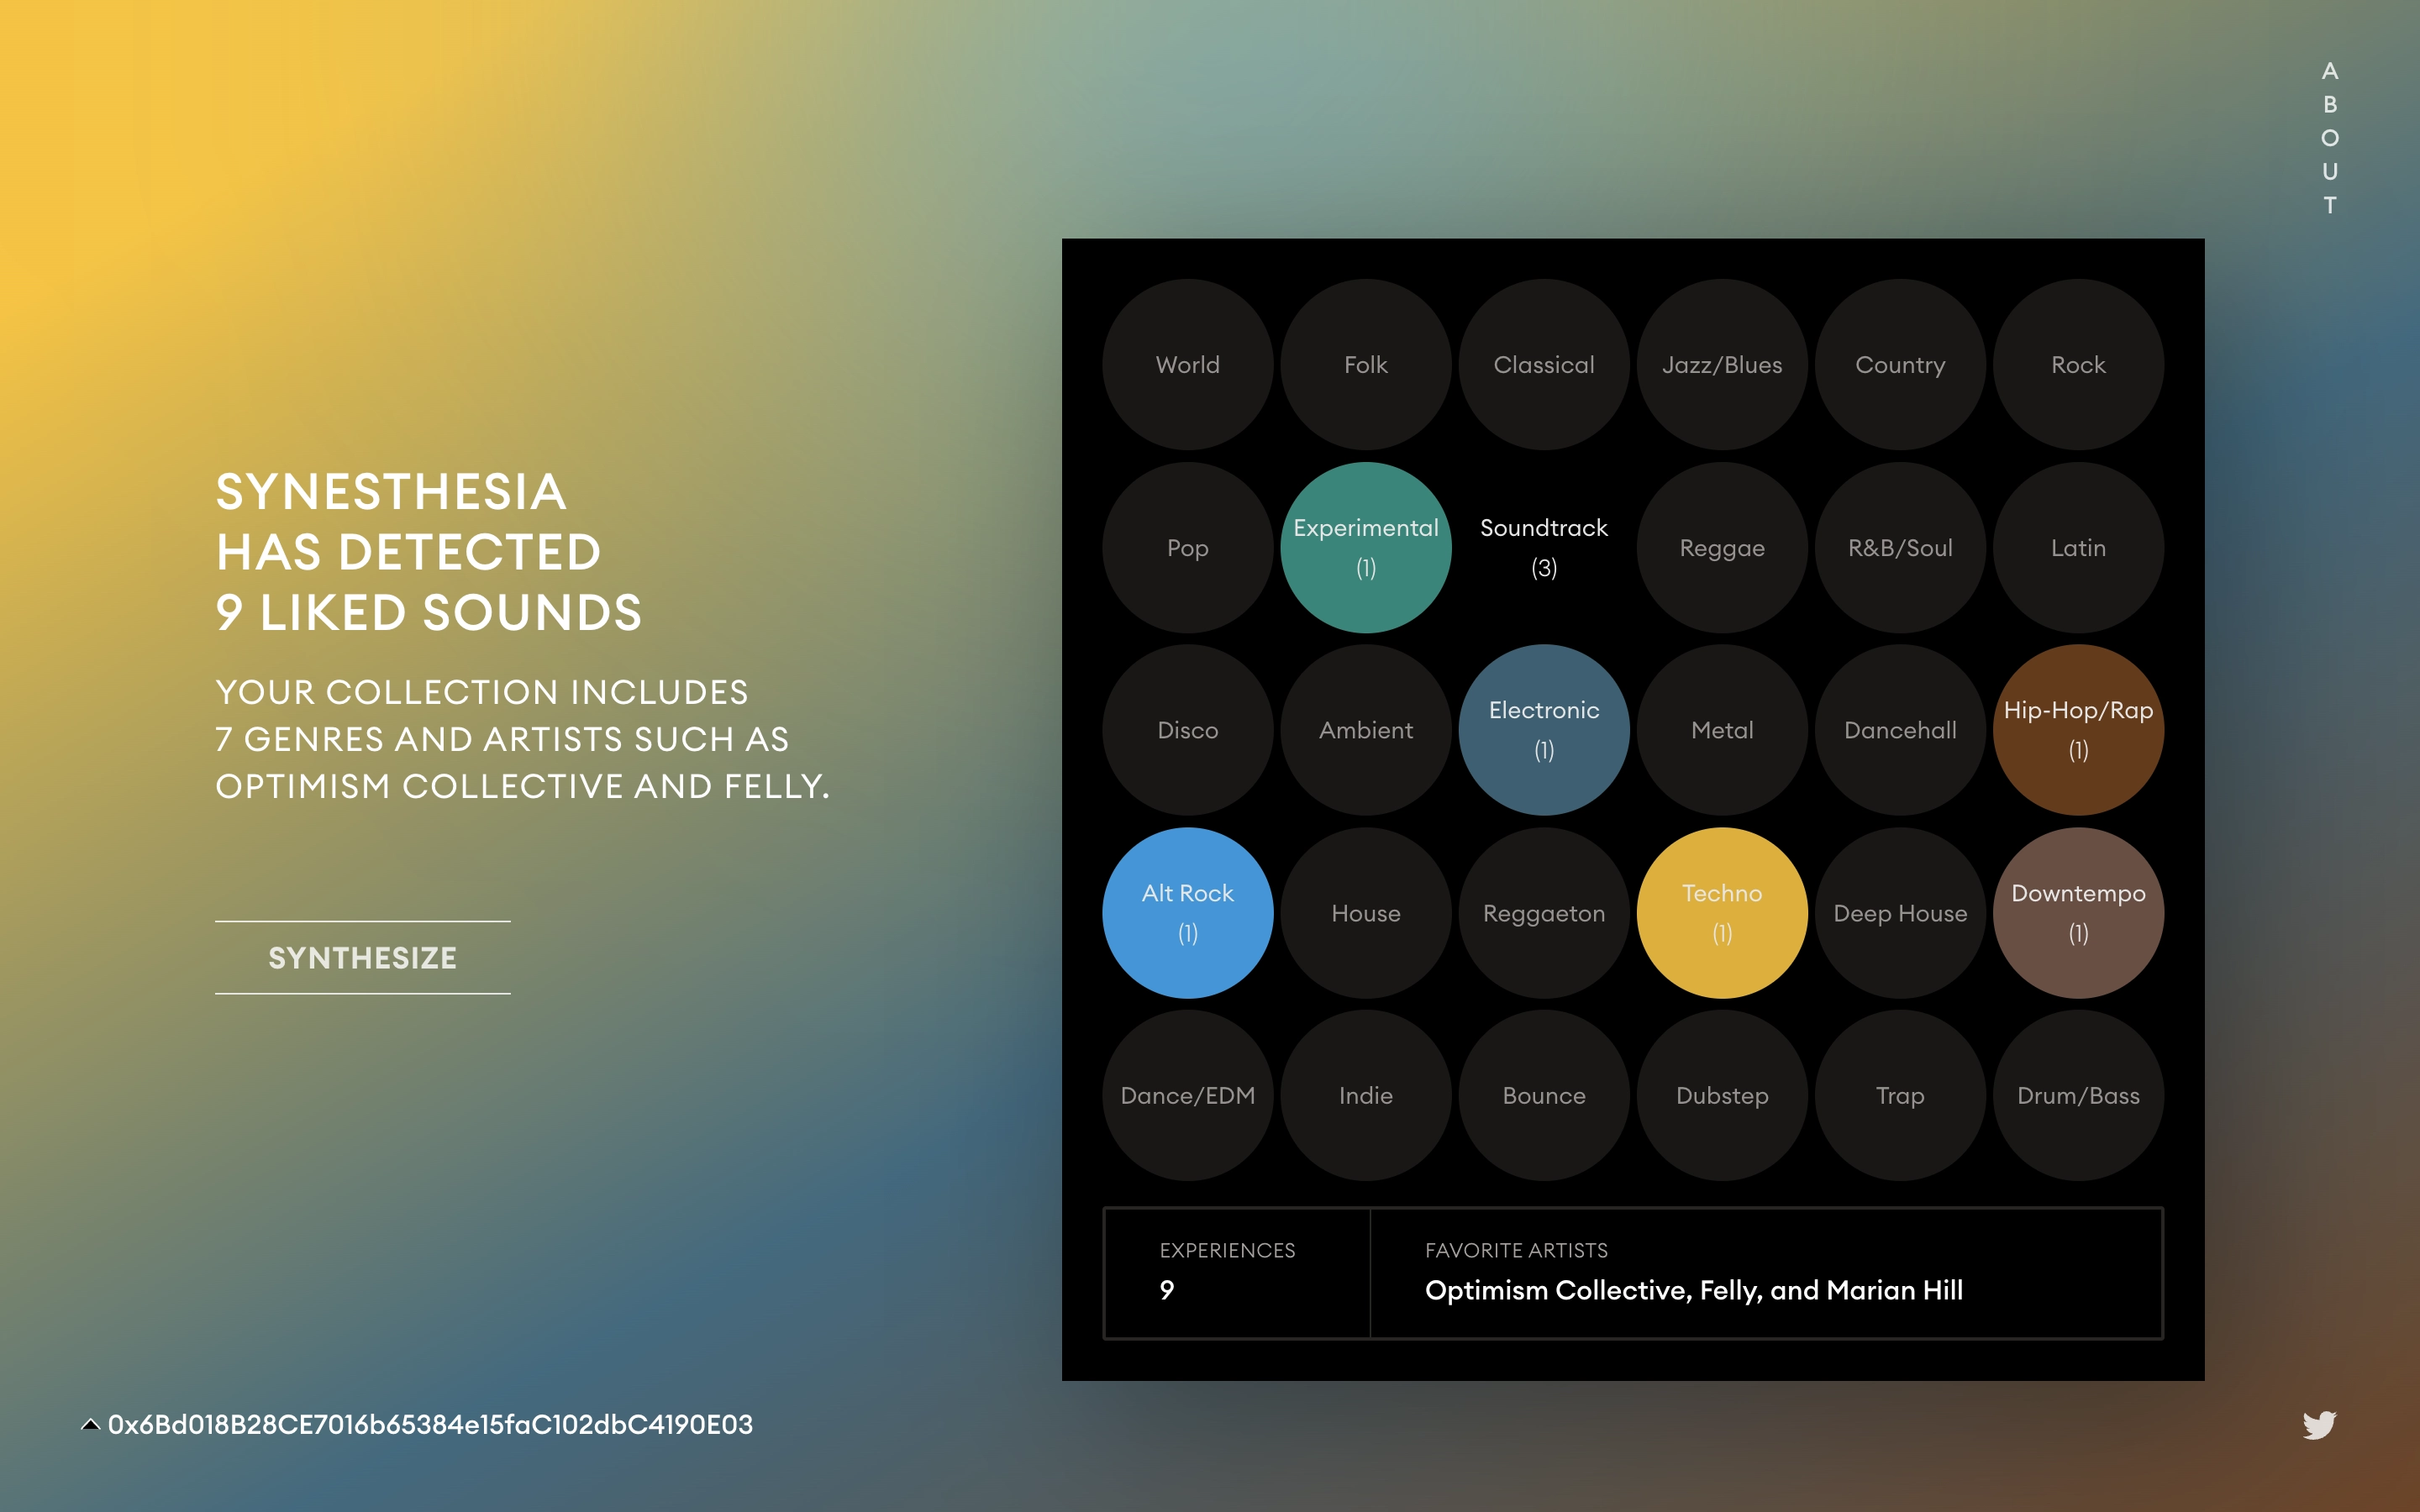 ABOUT
SYNESTHESIA
HAS DETECTED
9 LIKED SOUNDS
YOUR COLLECTION INCLUDES
7 GENRES AND ARTISTS SUCH AS
OPTIMISM COLLECTIVE AND FELLY.
SYNTHESIZE
World
Folk
Classical
Jazz/Blues
Country
Rock
Pop
Experimental
(1)
Soundtrack
(3)
Reggae
R&B/Soul
Latin
Disco
Ambient
Electronic
(1)
Metal
Dancehall
Hip-Hop/Rap
(1)
Alt Rock
(1)
House
Reggaeton
Techno
(1)
Deep House
Downtempo
(1)
Dance/EDM
Indie
Bounce
Dubstep
Trap
Drum/Bass
EXPERIENCES
9
FAVORITE ARTISTS
Optimism Collective, Felly, and Marian Hill
0x6Bd018B28CE7016b65384e15faC102dbC4190E03